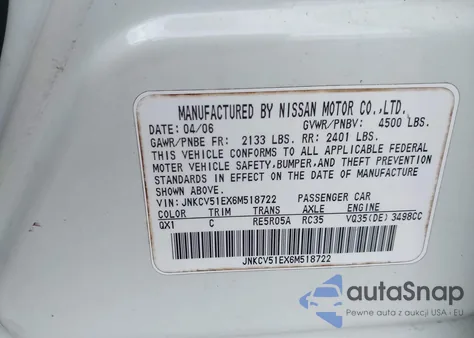 MANUFACTURED BY NISSAN MOTOR CO.,LTD.
DATE: 04/06 GVWR/PNBV: 4500 LBS.
GAWR/PNBE FR: 2133 LBS. RR: 2401 LBS.
THIS VEHICLE CONFORMS TO ALL APPLICABLE FEDERAL
MOTOR VEHICLE SAFETY, BUMPER, AND THEFT PREVENTION
STANDARDS IN EFFECT ON THE DATE OF MANUFACTURE
SHOWN ABOVE.
VIN: JNKCV51EX6M518722 PASSENGER CAR
COLOR TRIM TRANS AXLE ENGINE
QX1 C RE5R05A RC35 VQ35(DE) 3498CC
JNKCV51EX6M518722
autoSnap
Pewne auta z aukcji USA i EU